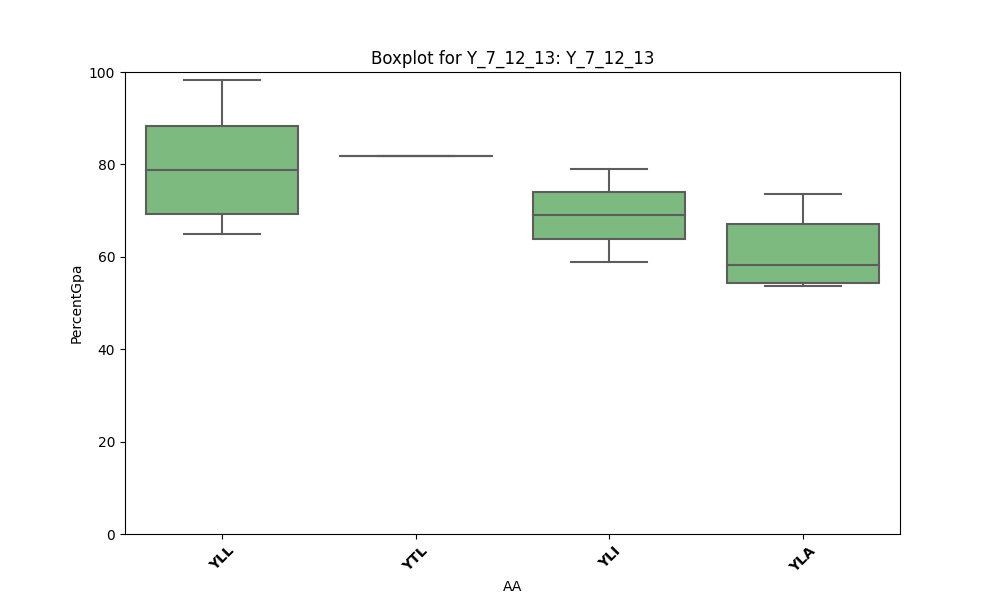 Boxplot for Y_7_12_13: Y_7_12_13
100
80
60
40
20
0
PercentGpa
YLL
YTL
YLI
YLA
AA